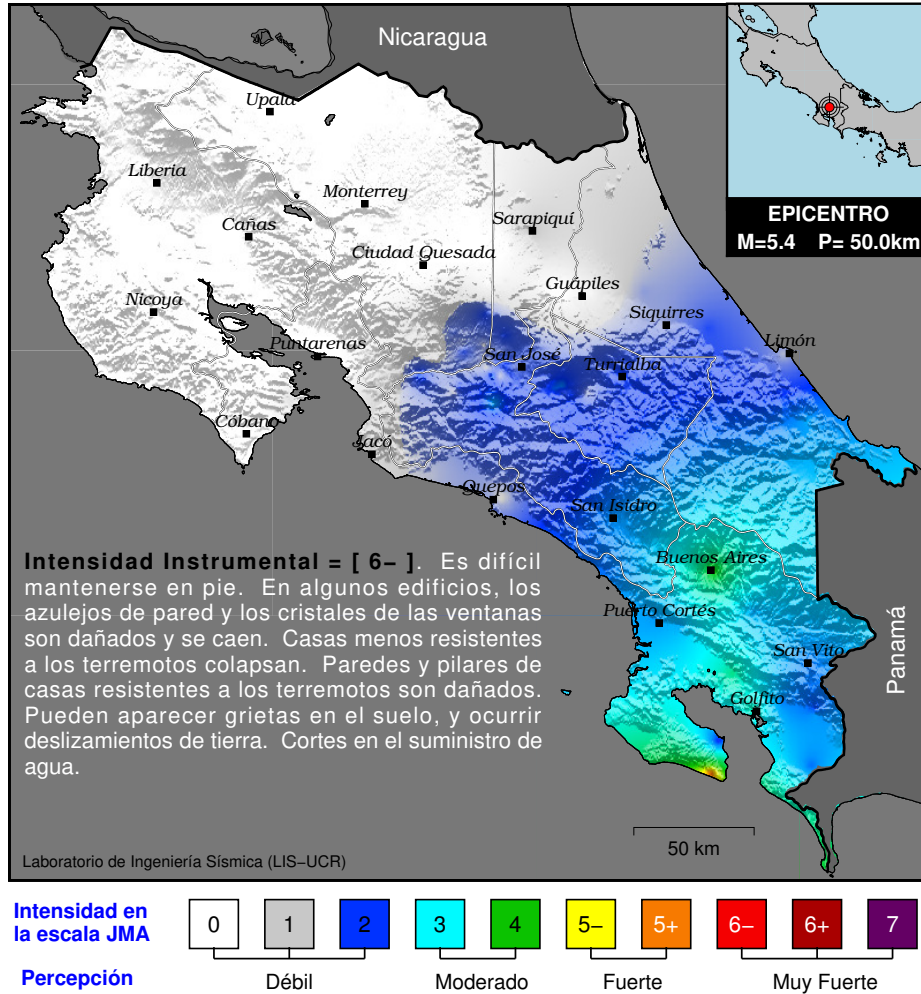 Nicaragua
Upala
Liberia
Monterrey
Cañas
Sarapiquí
EPICENTRO
M=5.4 P= 50.0km
Ciudad Quesada
Nicoya
Guápiles
Siquirres
Puntarenas
San José
Limón
Turrialba
Cóbano
Jacó
Quepos
San Isidro
Buenos Aires
Puerto Cortés
San Vito
Golfito
Panamá
Intensidad Instrumental = [ 6− ]. Es difícil
mantenerse en pie. En algunos edificios, los
azulejos de pared y los cristales de las ventanas
son dañados y se caen. Casas menos resistentes
a los terremotos colapsan. Paredes y pilares de
casas resistentes a los terremotos son dañados.
Pueden aparecer grietas en el suelo, y ocurrir
deslizamientos de tierra. Cortes en el suministro de
agua.
50 km
Laboratorio de Ingeniería Sísmica (LIS−UCR)
Intensidad en
la escala JMA
0 1 2 3 4 5− 5+ 6− 6+ 7
Percepción
Débil Moderado Fuerte Muy Fuerte